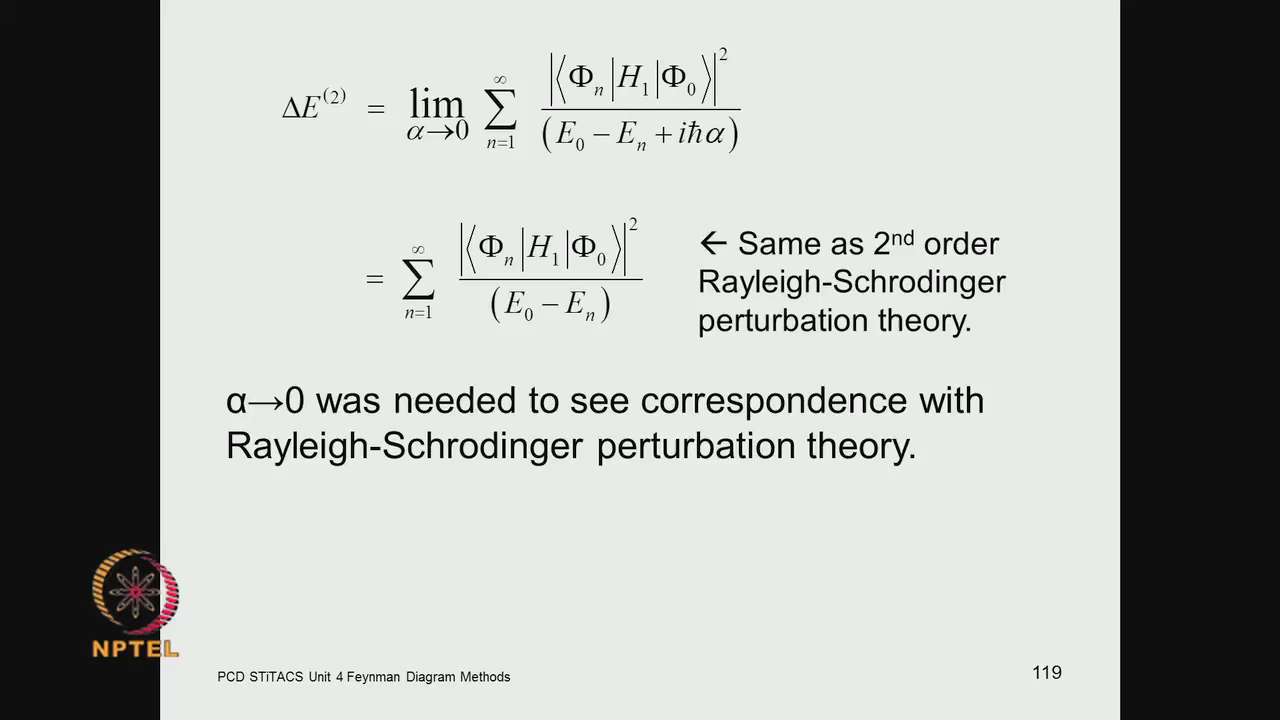 ΔE^(2) = lim_{α→0} ∑_{n=1}^{∞} |⟨Φ_n|H_1|Φ_0⟩|^2 / (E_0 − E_n + iħα)
= ∑_{n=1}^{∞} |⟨Φ_n|H_1|Φ_0⟩|^2 / (E_0 − E_n)
← Same as 2nd order
Rayleigh-Schrodinger
perturbation theory.
α→0 was needed to see correspondence with
Rayleigh-Schrodinger perturbation theory.
NPTEL
PCD STiTACS Unit 4 Feynman Diagram Methods
119